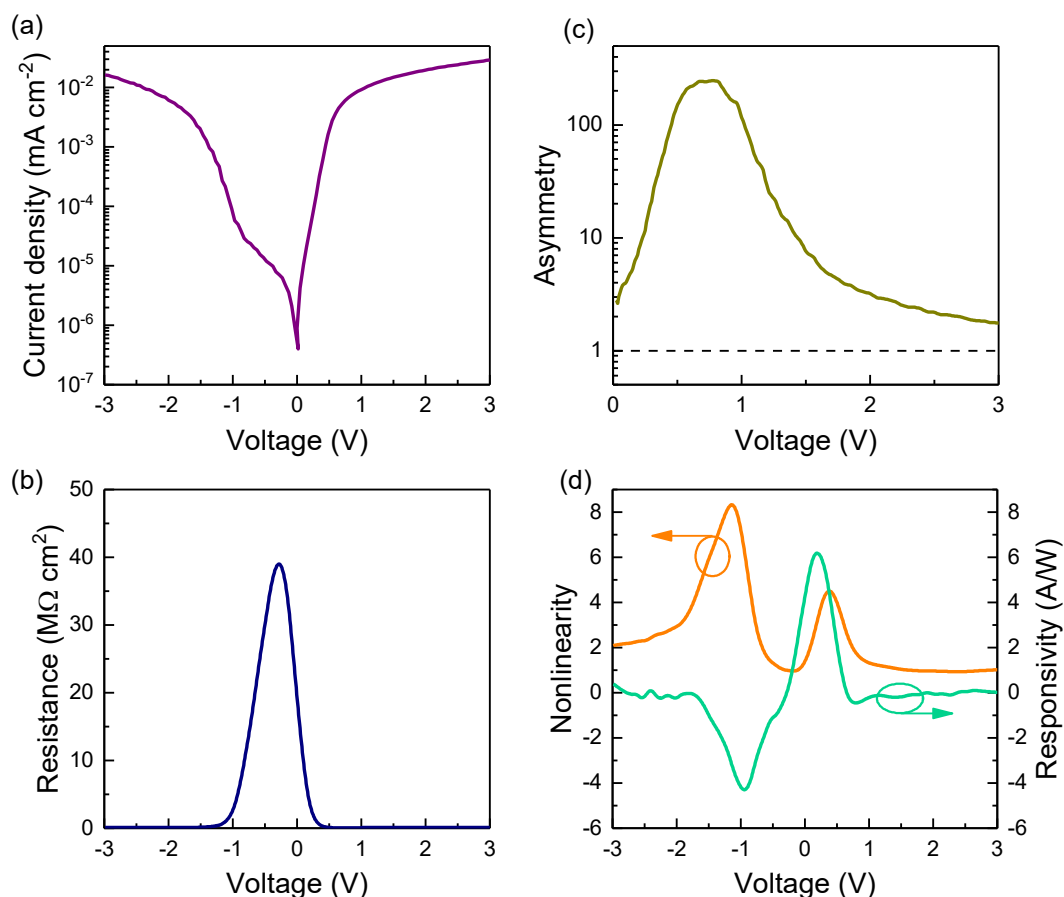 (a)
Current density (mA cm-2)
10-2
10-3
10-4
10-5
10-6
10-7
-3 -2 -1 0 1 2 3
Voltage (V)
(c)
Asymmetry
100
10
1
0 1 2 3
Voltage (V)
(b)
Resistance (MΩ cm2)
50
40
30
20
10
0
-3 -2 -1 0 1 2 3
Voltage (V)
(d)
Nonlinearity
8
6
4
2
0
-2
-4
-6
-3 -2 -1 0 1 2 3
Voltage (V)
8
6
4
2
0
-2
-4
-6
Responsivity (A/W)